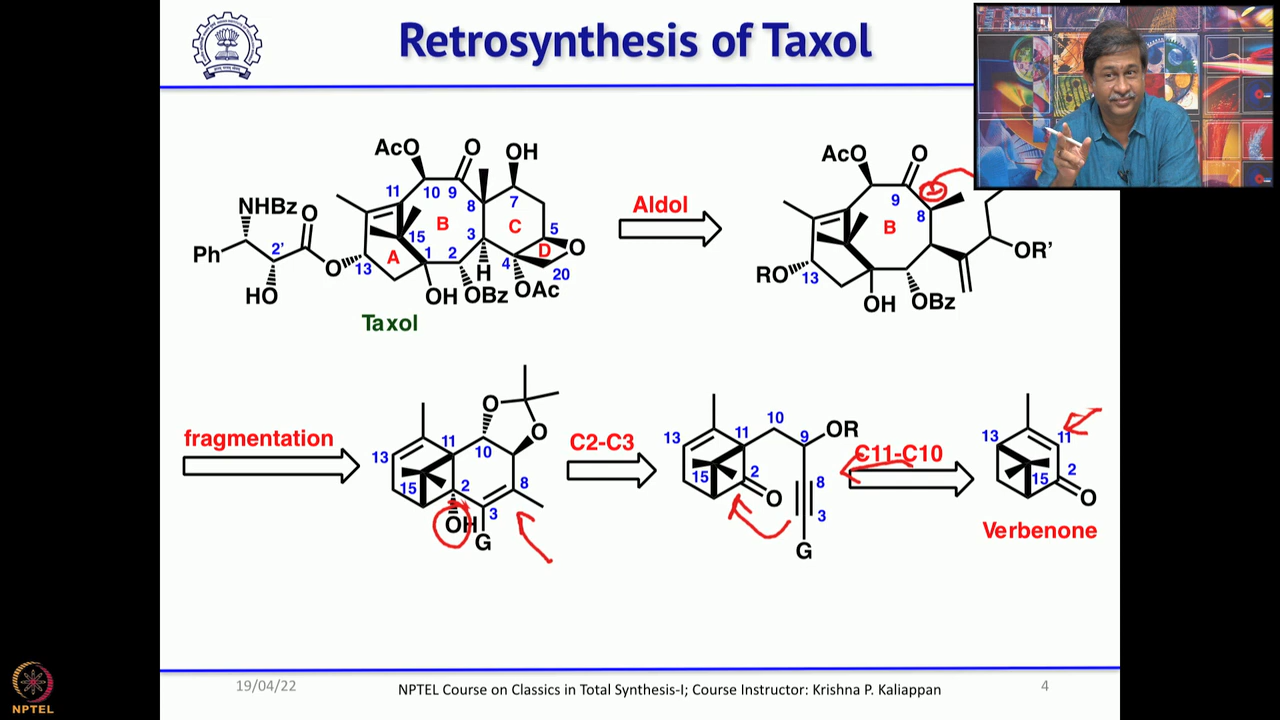 Retrosynthesis of Taxol
AcO O OH
11 10 9 8 7
NHBz O
B C
Ph 2' O 13 A 15 1 2 3 4 5 D O
H 20
HO OH OBz OAc
Taxol
Aldol
AcO O
9 8
B
RO 13 OR'
OH OBz
fragmentation
O O
13 11 10
15 2 8
OH 3
G
C2-C3
10
13 11 9 OR
15 2 8
O 3
G
C11-C10
13 11
15 2
O
Verbenone
NPTEL
19/04/22
NPTEL Course on Classics in Total Synthesis-I; Course Instructor: Krishna P. Kaliappan
4